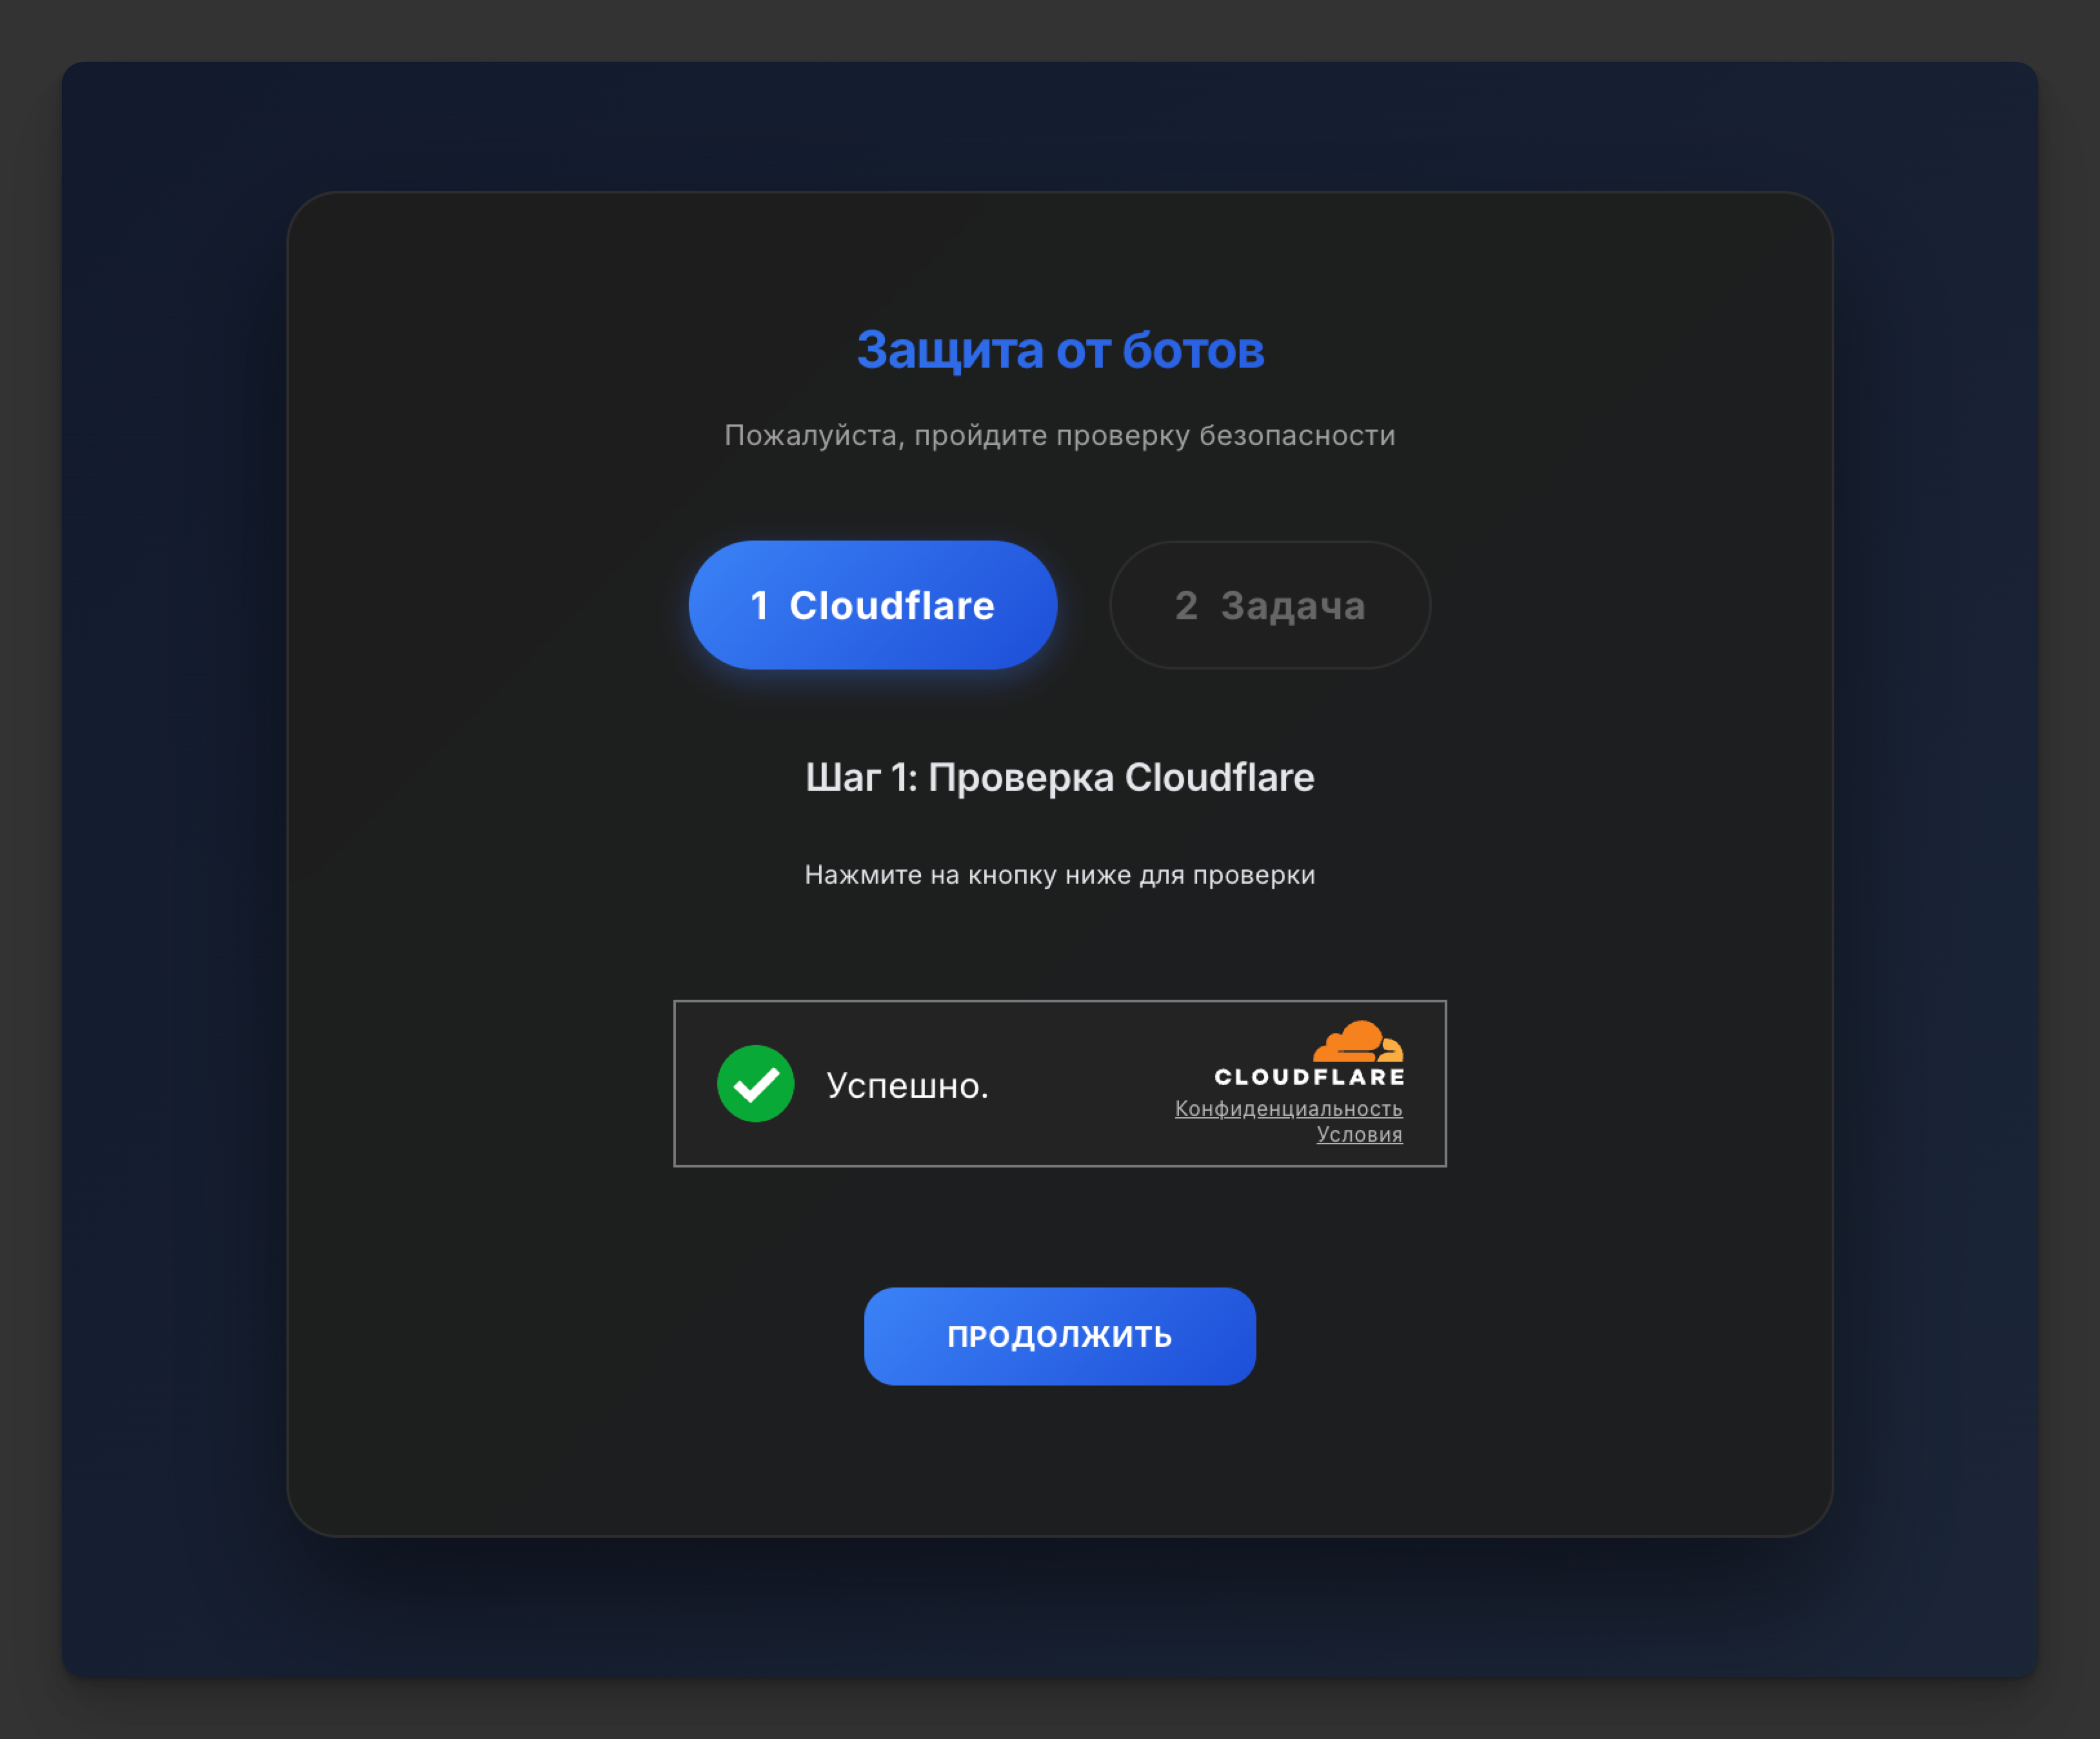 Защита от ботов
Пожалуйста, пройдите проверку безопасности
1 Cloudflare
2 Задача
Шаг 1: Проверка Cloudflare
Нажмите на кнопку ниже для проверки
Успешно.
CLOUDFLARE
Конфиденциальность
Условия
ПРОДОЛЖИТЬ